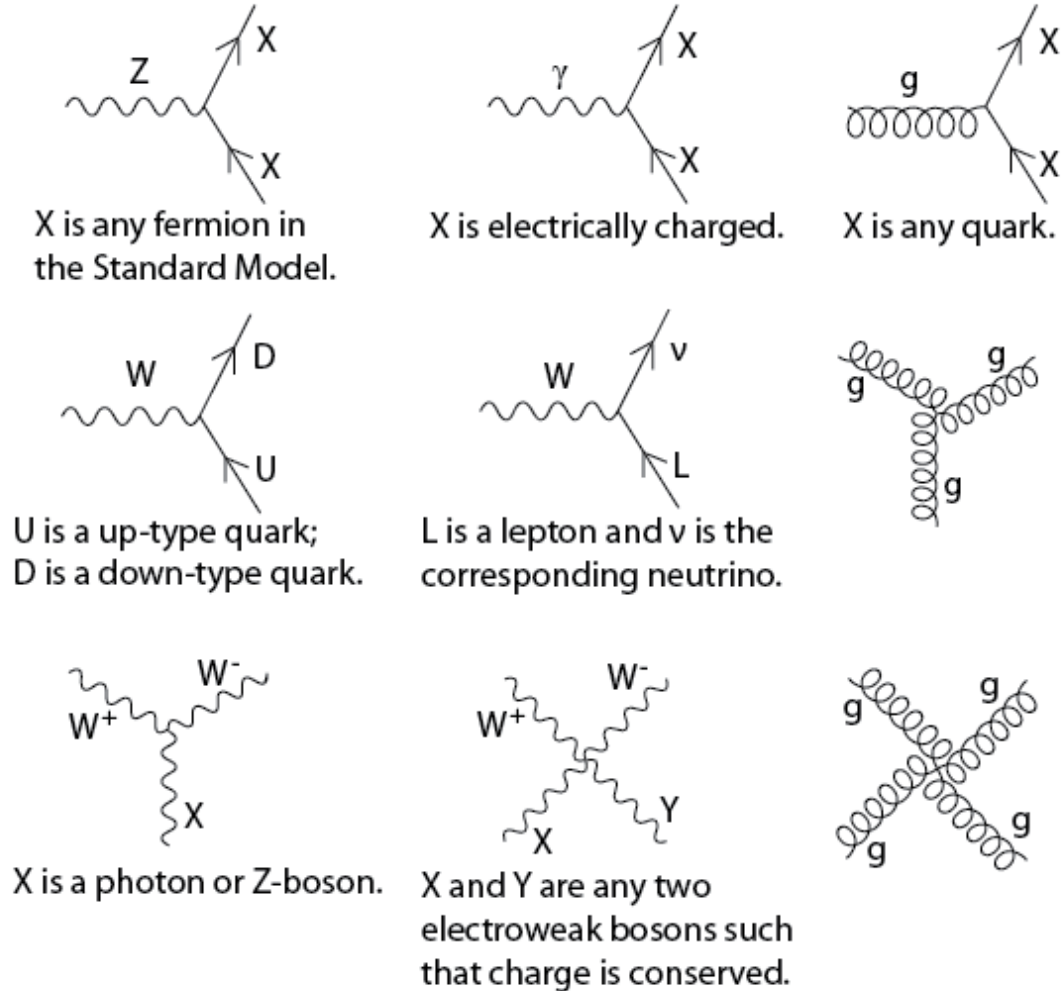 Z
X
X
X is any fermion in
the Standard Model.
γ
X
X
X is electrically charged.
g
X
X
X is any quark.
W
D
U
U is a up-type quark;
D is a down-type quark.
W
ν
L
L is a lepton and ν is the
corresponding neutrino.
g
g
g
W⁺
W⁻
X
X is a photon or Z-boson.
W⁺
W⁻
X
Y
X and Y are any two
electroweak bosons such
that charge is conserved.
g
g
g
g